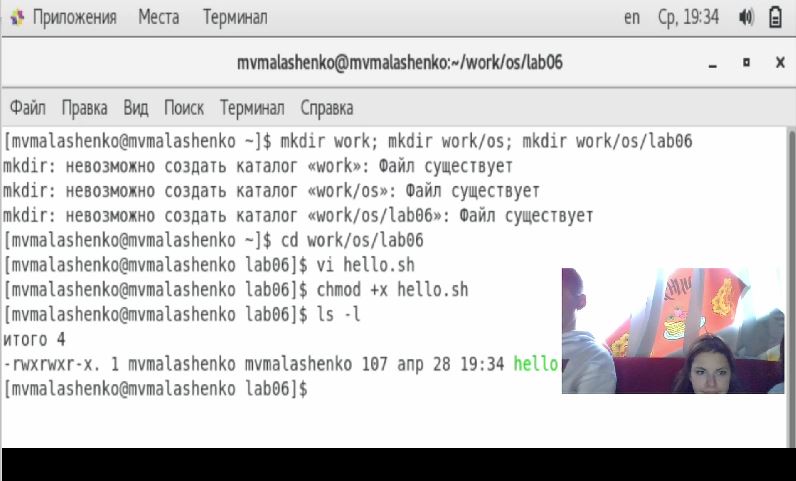 Приложения Места Терминал en Ср, 19:34
mvmalashenko@mvmalashenko:~/work/os/lab06
Файл Правка Вид Поиск Терминал Справка
[mvmalashenko@mvmalashenko ~]$ mkdir work; mkdir work/os; mkdir work/os/lab06
mkdir: невозможно создать каталог «work»: Файл существует
mkdir: невозможно создать каталог «work/os»: Файл существует
mkdir: невозможно создать каталог «work/os/lab06»: Файл существует
[mvmalashenko@mvmalashenko ~]$ cd work/os/lab06
[mvmalashenko@mvmalashenko lab06]$ vi hello.sh
[mvmalashenko@mvmalashenko lab06]$ chmod +x hello.sh
[mvmalashenko@mvmalashenko lab06]$ ls -l
итого 4
-rwxrwxr-x. 1 mvmalashenko mvmalashenko 107 апр 28 19:34 hello
[mvmalashenko@mvmalashenko lab06]$